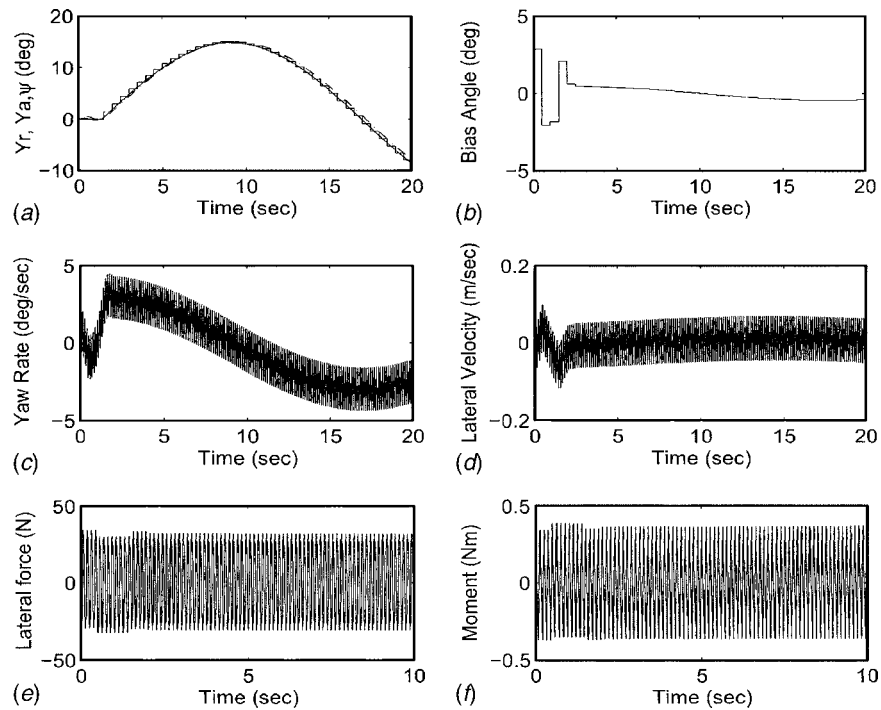 20
10
0
−10
Yr, Ya,ψ (deg)
0 5 10 15 20
Time (sec)
(a)
5
0
−5
Bias Angle (deg)
0 5 10 15 20
Time (sec)
(b)
5
0
−5
Yaw Rate (deg/sec)
0 5 10 15 20
Time (sec)
(c)
0.2
0
−0.2
Lateral Velocity (m/sec)
0 5 10 15 20
Time (sec)
(d)
50
0
−50
Lateral force (N)
0 5 10
Time (sec)
(e)
0.5
0
−0.5
Moment (Nm)
0 5 10
Time (sec)
(f)